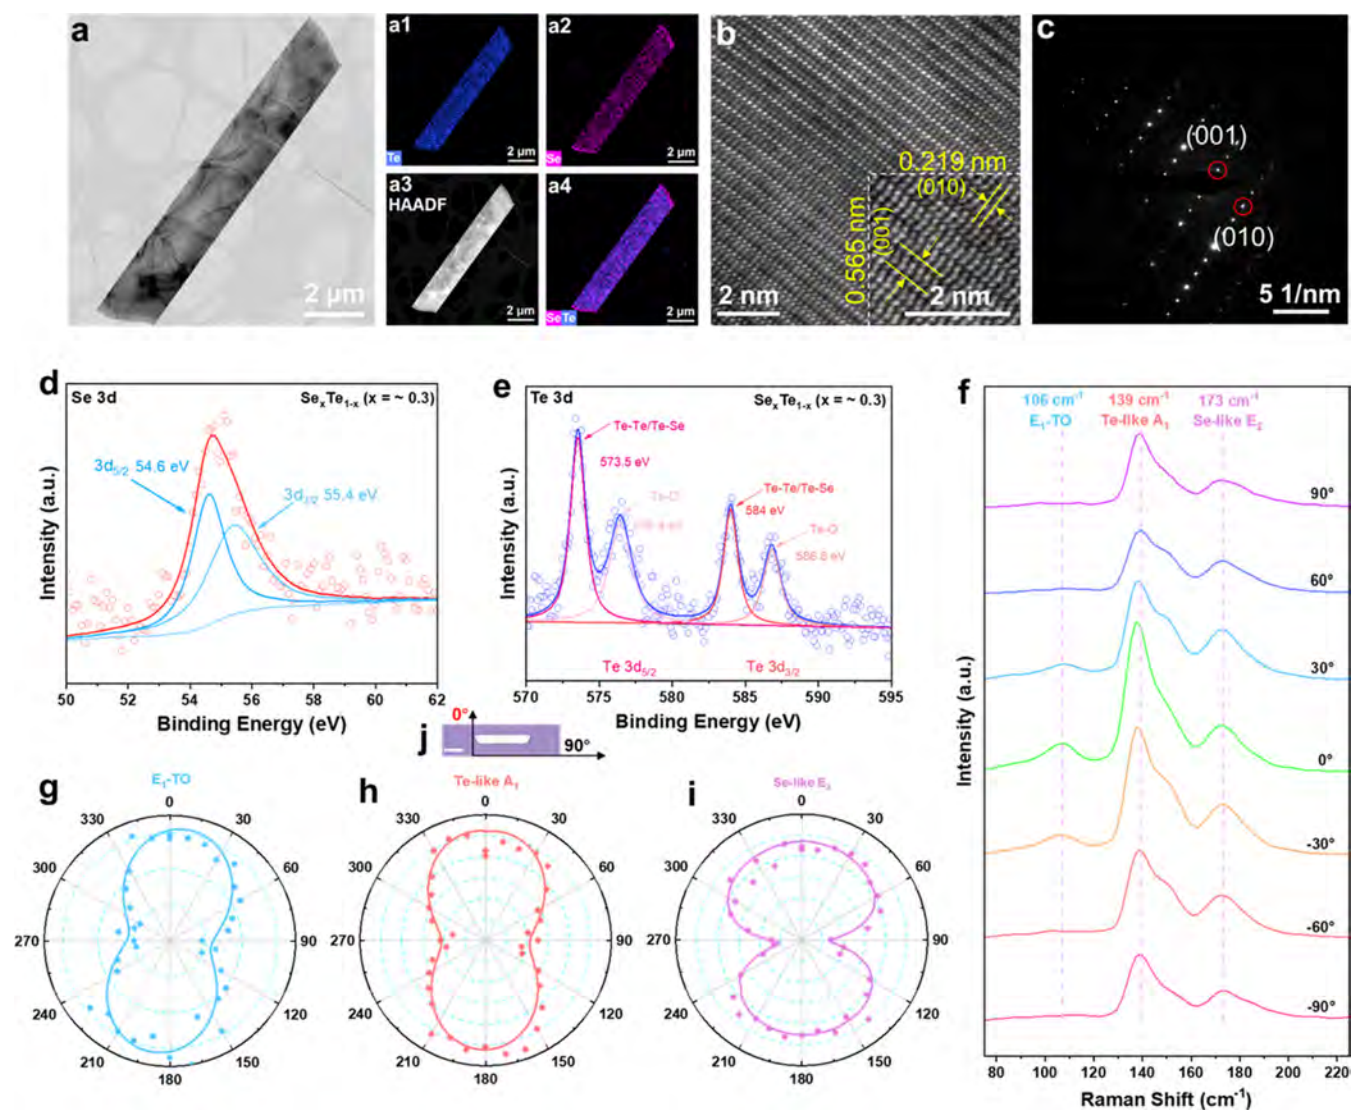 a
2 μm
a1
Te
2 μm
a2
Se
2 μm
a3
HAADF
2 μm
a4
SeTe
2 μm
b
0.219 nm
(010)
0.565 nm
(001)
2 nm
2 nm
c
(001)
(010)
5 1/nm
d
Se 3d
SexTe1-x (x = ~ 0.3)
3d5/2 54.6 eV
3d3/2 55.4 eV
Intensity (a.u.)
50 52 54 56 58 60 62
Binding Energy (eV)
e
Te 3d
SexTe1-x (x = ~ 0.3)
Te-Te/Te-Se
573.5 eV
Te-O
Te-Te/Te-Se
584 eV
Te-O
586.8 eV
Te 3d5/2
Te 3d3/2
Intensity (a.u.)
570 575 580 585 590 595
Binding Energy (eV)
f
106 cm-1
E1-TO
139 cm-1
Te-like A1
173 cm-1
Se-like E2
90°
60°
30°
0°
-30°
-60°
-90°
Intensity (a.u.)
80 100 120 140 160 180 200 220
Raman Shift (cm-1)
j
0°
90°
g
E1-TO
0
30
60
90
120
150
180
210
240
270
300
330
h
Te-like A1
0
30
60
90
120
150
180
210
240
270
300
330
i
Se-like E2
0
30
60
90
120
150
180
210
240
270
300
330